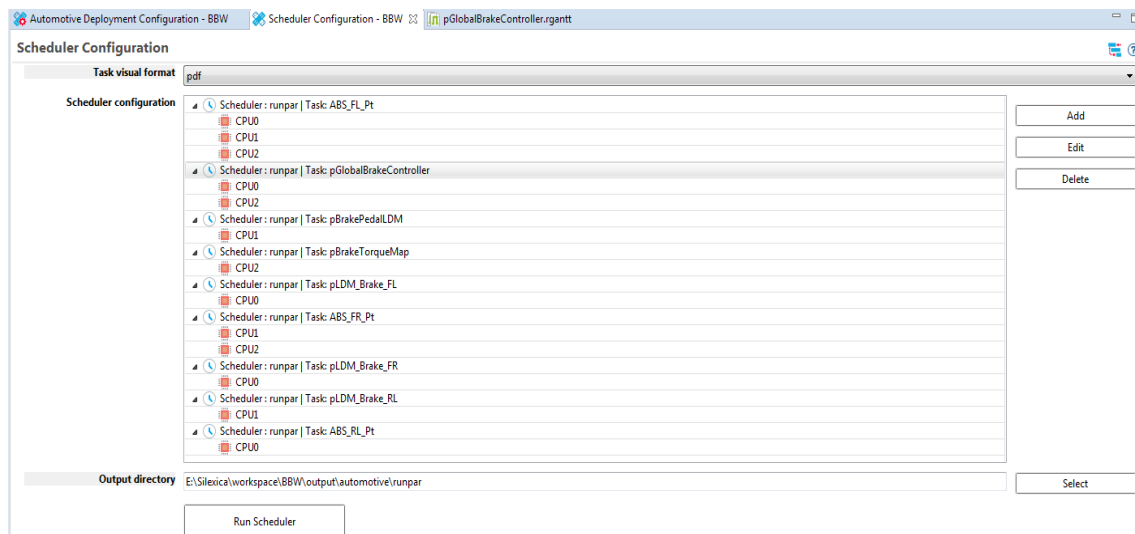 Automotive Deployment Configuration - BBW Scheduler Configuration - BBW pGlobalBrakeController.rgantt
Scheduler Configuration
Task visual format pdf
Scheduler configuration Scheduler : runpar | Task: ABS_FL_Pt
CPU0
Add
CPU1
CPU2
Edit
Scheduler : runpar | Task: pGlobalBrakeController
CPU0
Delete
CPU2
Scheduler : runpar | Task: pBrakePedalLDM
CPU1
Scheduler : runpar | Task: pBrakeTorqueMap
CPU2
Scheduler : runpar | Task: pLDM_Brake_FL
CPU0
Scheduler : runpar | Task: ABS_FR_Pt
CPU1
CPU2
Scheduler : runpar | Task: pLDM_Brake_FR
CPU0
Scheduler : runpar | Task: pLDM_Brake_RL
CPU1
Scheduler : runpar | Task: ABS_RL_Pt
CPU0
Output directory E:\Silexica\workspace\BBW\output\automotive\runpar Select
Run Scheduler